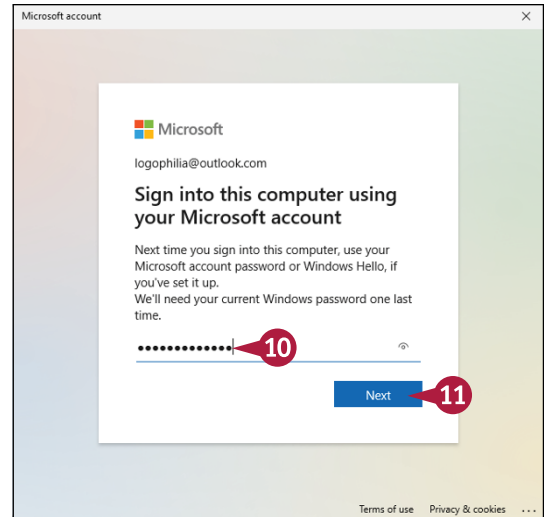 Microsoft account
Microsoft
logophilia@outlook.com
Sign into this computer using
your Microsoft account
Next time you sign into this computer, use your
Microsoft account password or Windows Hello, if
you've set it up.
We'll need your current Windows password one last
time.
•••••••••••••
10
Next
11
Terms of use Privacy & cookies ...